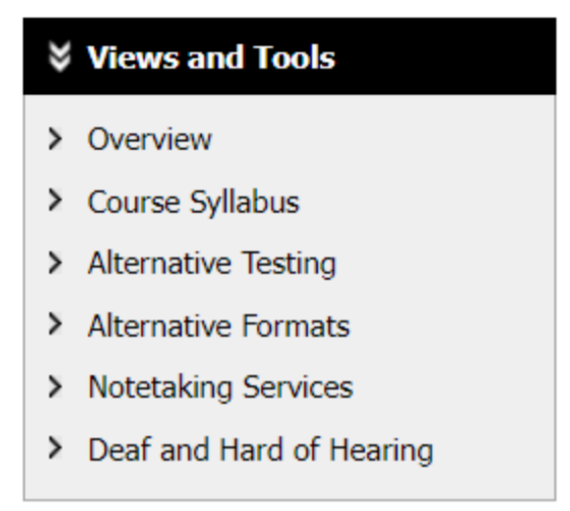 Views and Tools
Overview
Course Syllabus
Alternative Testing
Alternative Formats
Notetaking Services
Deaf and Hard of Hearing